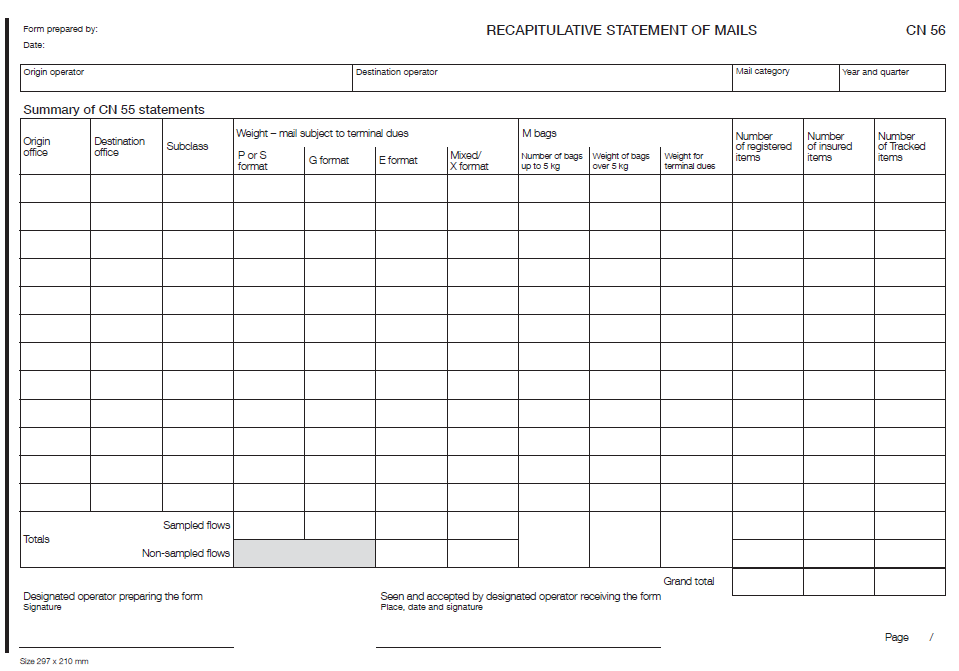 Form prepared by:
RECAPITULATIVE STATEMENT OF MAILS
CN 56
Date:
Origin operator
Destination operator
Mail category
Year and quarter
Summary of CN 55 statements
Origin
office
Destination
office
Subclass
Weight – mail subject to terminal dues
P or S
format
G format
E format
Mixed/
X format
M bags
Number of bags
up to 5 kg
Weight of bags
over 5 kg
Weight for
terminal dues
Number
of registered
items
Number
of insured
items
Number
of Tracked
items
Totals
Sampled flows
Non-sampled flows
Grand total
Designated operator preparing the form
Signature
Seen and accepted by designated operator receiving the form
Place, date and signature
Page /
Size 297 x 210 mm